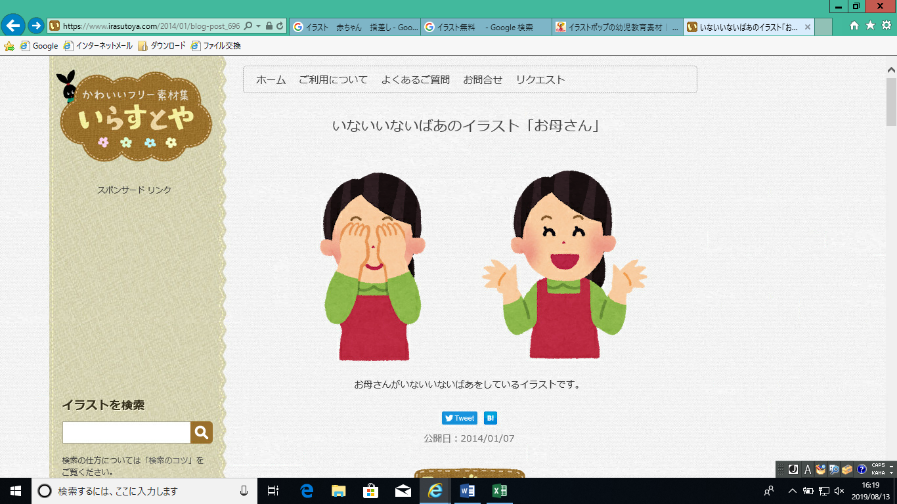 https://www.irasutoya.com/2014/01/blog-post_696
イラスト 赤ちゃん 指差し - Goo...
イラスト無料 - Google 検索
イラストポップの幼児教育素材 |
いないいないばあのイラスト「お...
Google
インターネットメール
ダウンロード
ファイル交換
かわいいフリー素材集
いらすとや
スポンサード リンク
イラストを検索
検索の仕方については「検索のコツ」を
ご覧ください。
ホーム ご利用について よくあるご質問 お問合せ リクエスト
いないいないばあのイラスト「お母さん」
お母さんがいないいないばあをしているイラストです。
Tweet
B!
公開日:2014/01/07
A
CAPS
KANA
検索するには、ここに入力します
16:19
2019/08/13